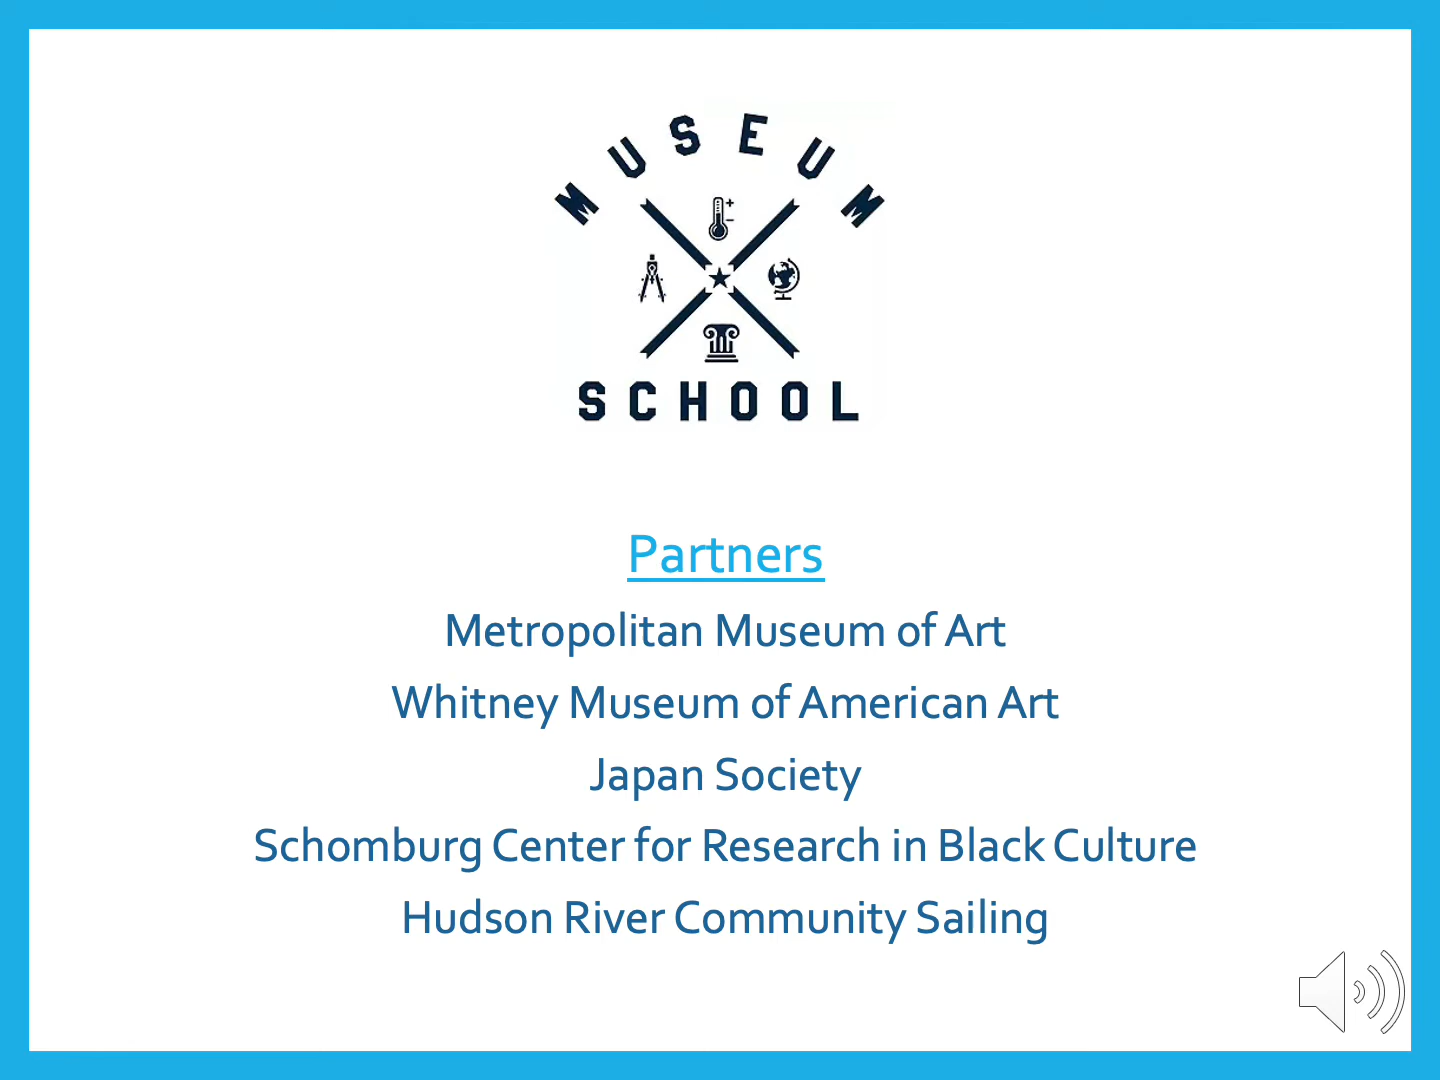 MUSEUM
SCHOOL
Partners
Metropolitan Museum of Art
Whitney Museum of American Art
Japan Society
Schomburg Center for Research in Black Culture
Hudson River Community Sailing